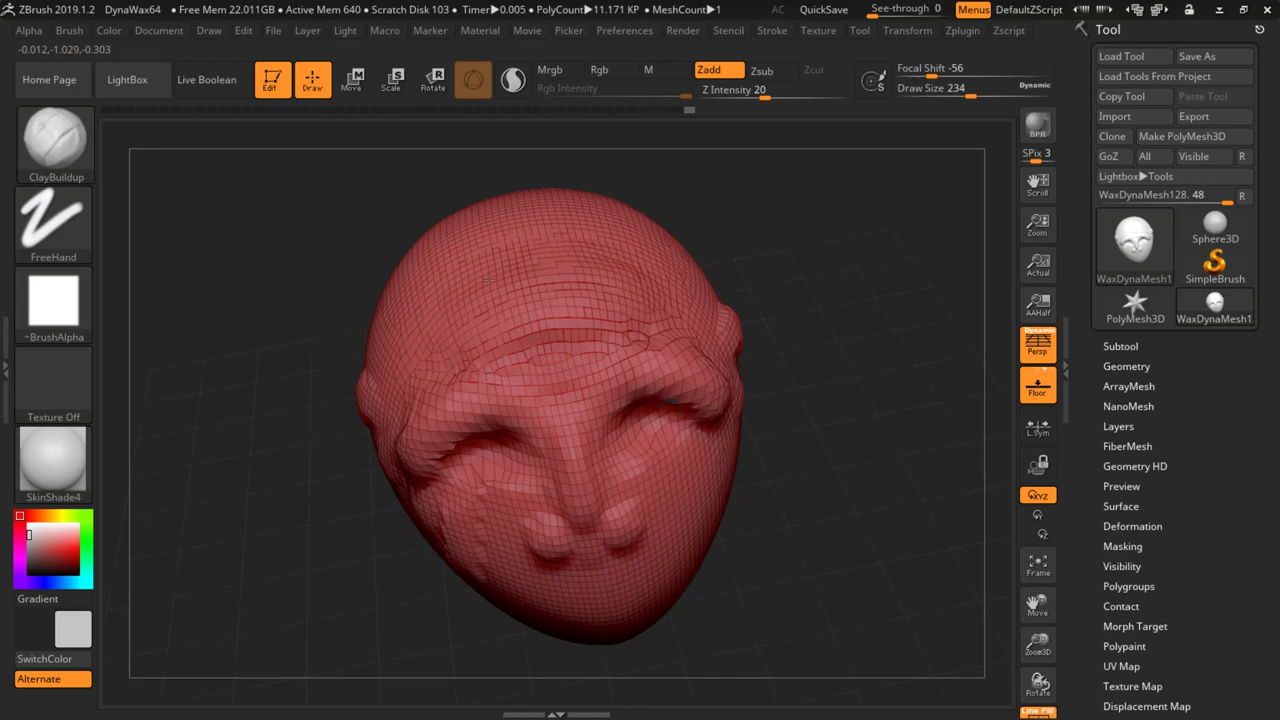 ZBrush 2019.1.2 DynaWax64 • Free Mem 22.011GB • Active Mem 640 • Scratch Disk 103 • Timer▶0.005 • PolyCount▶11.171 KP • MeshCount▶1 AC QuickSave See-through 0 Menus DefaultZScript
Alpha Brush Color Document Draw Edit File Layer Light Macro Marker Material Movie Picker Preferences Render Stencil Stroke Texture Tool Transform Zplugin Zscript
-0.012,-1.029,-0.303
Home Page LightBox Live Boolean Edit Draw Move Scale Rotate
Mrgb Rgb M Zadd Zsub Zcut
Rgb Intensity Z Intensity 20
Focal Shift -56
Draw Size 234 Dynamic
ClayBuildup
FreeHand
~BrushAlpha
Texture Off
SkinShade4
Gradient
SwitchColor
Alternate
BPR
SPix 3
Scroll
Zoom
Actual
AAHalf
Dynamic
Persp
Floor
L.Sym
XYZ
Y
Z
Frame
Move
Zoom3D
Rotate
Line Fill
Tool
Load Tool Save As
Load Tools From Project
Copy Tool Paste Tool
Import Export
Clone Make PolyMesh3D
GoZ All Visible R
Lightbox▶Tools
WaxDynaMesh128. 48 R
WaxDynaMesh1
Sphere3D
SimpleBrush
PolyMesh3D
WaxDynaMesh1
Subtool
Geometry
ArrayMesh
NanoMesh
Layers
FiberMesh
Geometry HD
Preview
Surface
Deformation
Masking
Visibility
Polygroups
Contact
Morph Target
Polypaint
UV Map
Texture Map
Displacement Map